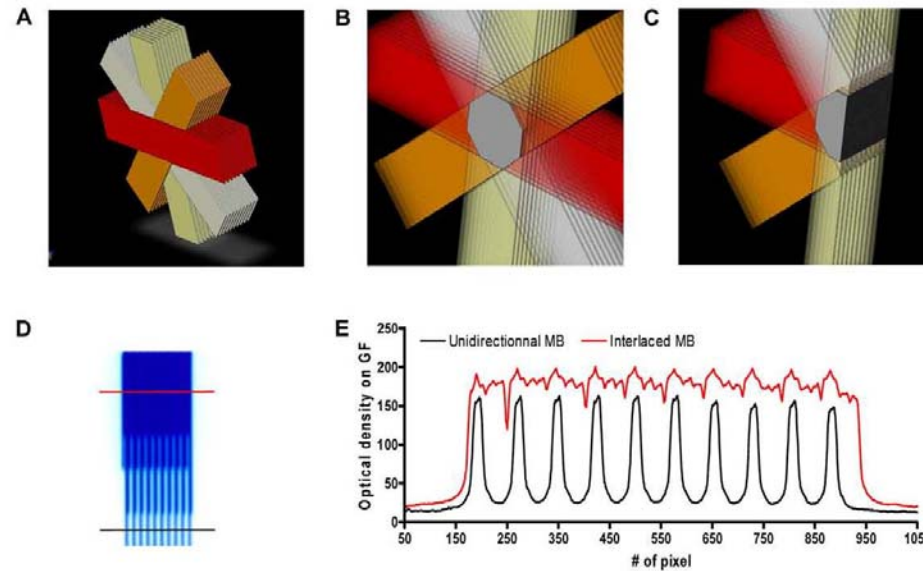 A
B
C
D
E
Unidirectionnal MB
Interlaced MB
Optical density on GF
250
200
150
100
50
0
50
150
250
350
450
550
650
750
850
950
105
# of pixel